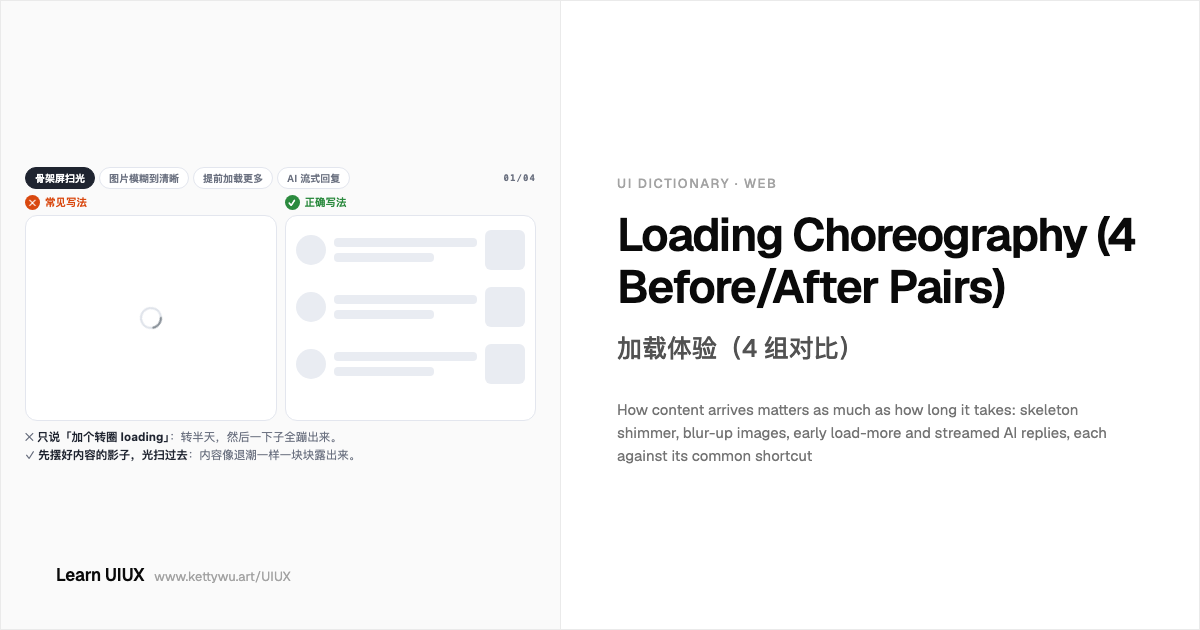 骨架屏扫光 图片模糊到清晰 提前加载更多 AI 流式回复 01/04
常见写法 正确写法
✕ 只说「加个转圈 loading」：转半天，然后一下子全蹦出来。
✓ 先摆好内容的影子，光扫过去：内容像退潮一样一块块露出来。
Learn UIUX www.kettywu.art/UIUX
UI DICTIONARY · WEB
Loading Choreography (4
Before/After Pairs)
加载体验（4 组对比）
How content arrives matters as much as how long it takes: skeleton
shimmer, blur-up images, early load-more and streamed AI replies, each
against its common shortcut